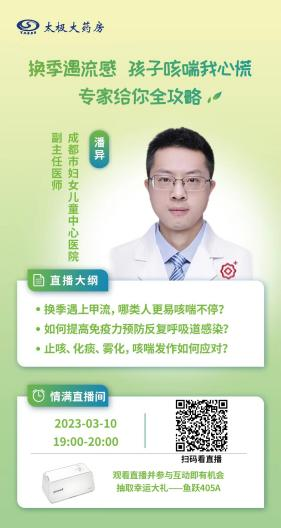 太极大药房
换季遇流感 孩子咳喘我心慌
专家给你全攻略
潘异
成都市妇女儿童中心医院
副主任医师
直播大纲
• 换季遇上甲流，哪类人更易咳喘不停？
• 如何提高免疫力预防反复呼吸道感染？
• 止咳、化痰、雾化，咳喘发作如何应对？
情满直播间
2023-03-10
19:00-20:00
扫码看直播
观看直播并参与互动即有机会
抽取幸运大礼——鱼跃405A